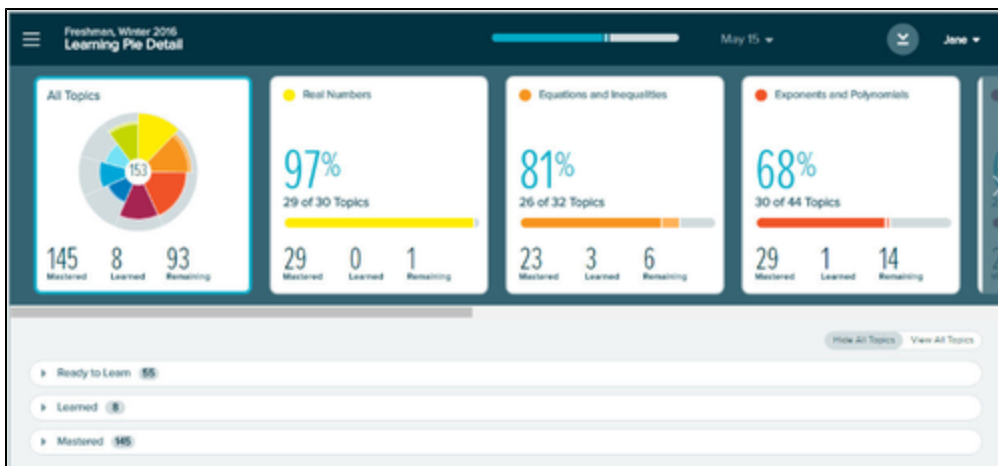 Freshman, Winter 2016
Learning Pie Detail
May 15
Jane
All Topics
153
145 8 93
Mastered Learned Remaining
Real Numbers
97%
29 of 30 Topics
29 0 1
Mastered Learned Remaining
Equations and Inequalities
81%
26 of 32 Topics
23 3 6
Mastered Learned Remaining
Exponents and Polynomials
68%
30 of 44 Topics
29 1 14
Mastered Learned Remaining
Hide All Topics View All Topics
Ready to Learn 55
Learned 8
Mastered 145